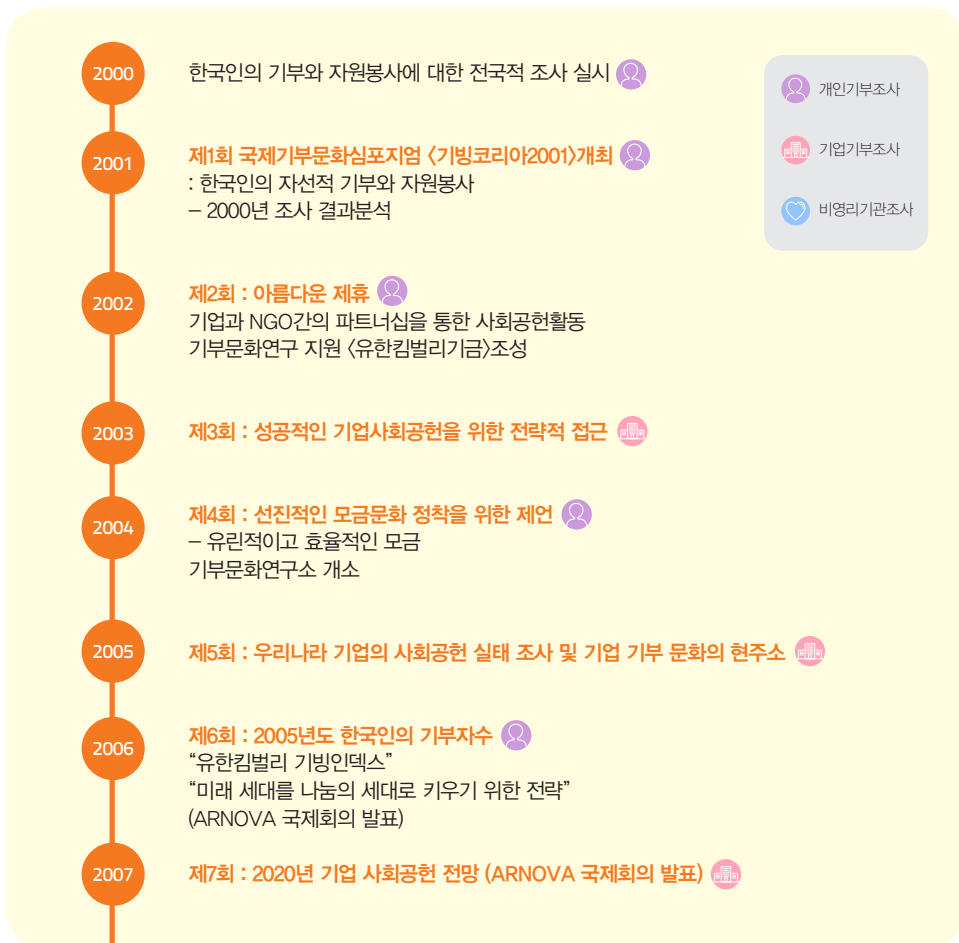 2000
한국인의 기부와 자원봉사에 대한 전국적 조사 실시
개인기부조사
기업기부조사
비영리기관조사
2001
제1회 국제기부문화심포지엄 〈기빙코리아2001〉개최
: 한국인의 자선적 기부와 자원봉사
– 2000년 조사 결과분석
2002
제2회 : 아름다운 제휴
기업과 NGO간의 파트너십을 통한 사회공헌활동
기부문화연구 지원 〈유한킴벌리기금〉조성
2003
제3회 : 성공적인 기업사회공헌을 위한 전략적 접근
2004
제4회 : 선진적인 모금문화 정착을 위한 제언
– 유린적이고 효율적인 모금
기부문화연구소 개소
2005
제5회 : 우리나라 기업의 사회공헌 실태 조사 및 기업 기부 문화의 현주소
2006
제6회 : 2005년도 한국인의 기부자수
“유한킴벌리 기빙인덱스”
“미래 세대를 나눔의 세대로 키우기 위한 전략”
(ARNOVA 국제회의 발표)
2007
제7회 : 2020년 기업 사회공헌 전망 (ARNOVA 국제회의 발표)